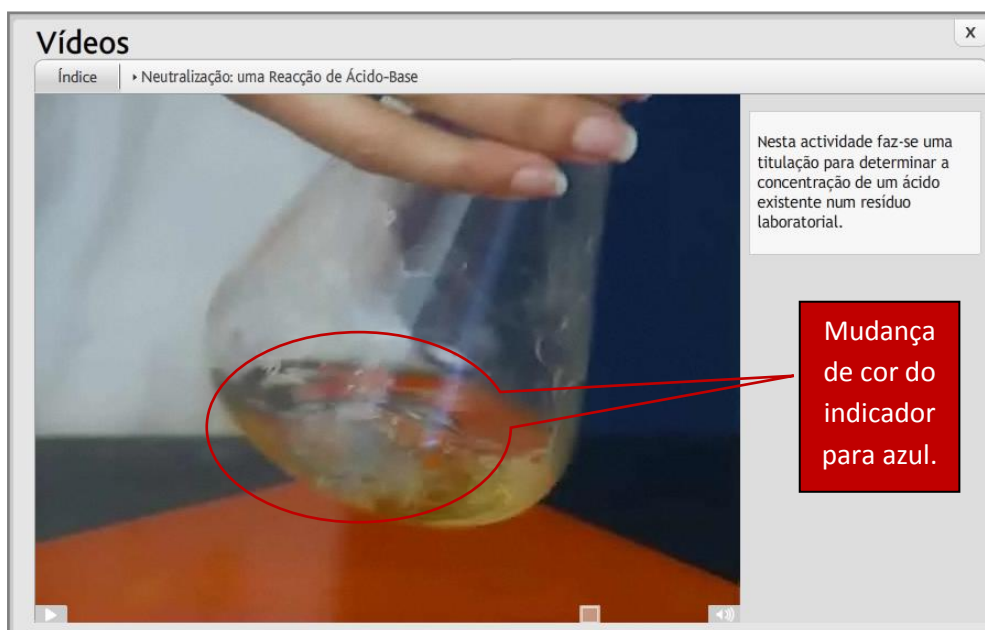 Vídeos
X
Índice
Neutralização: uma Reacção de Ácido-Base
Nesta actividade faz-se uma
titulação para determinar a
concentração de um ácido
existente num resíduo
laboratorial.
Mudança
de cor do
indicador
para azul.